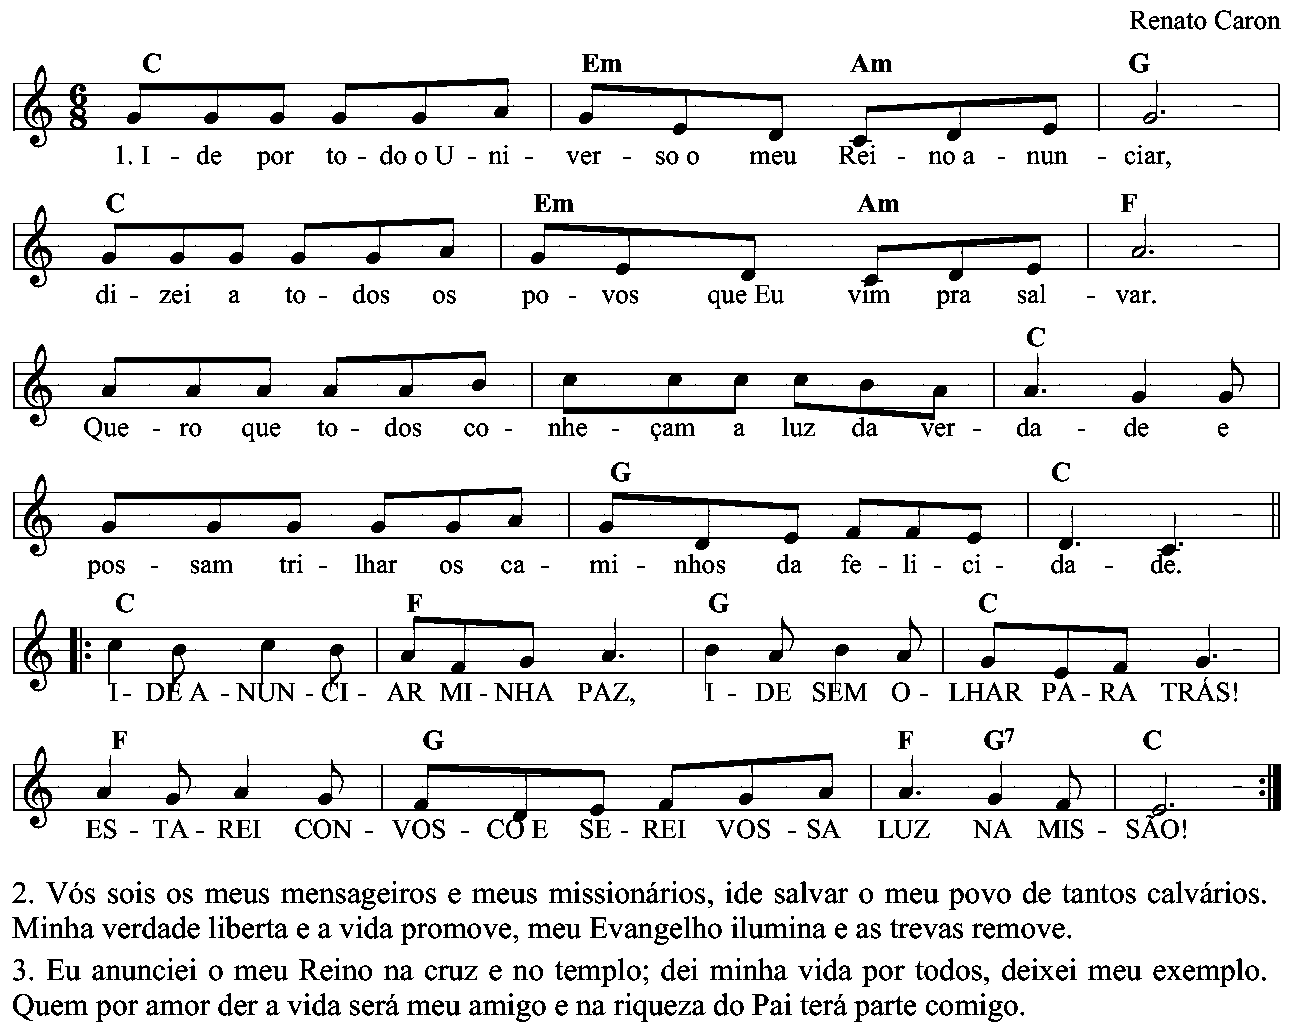 Renato Caron
C Em Am G
6
8
1. I - de por to - do o U - ni - ver - so o meu Rei - no a - nun - ciar,
C Em Am F
di - zei a to - dos os po - vos que Eu vim pra sal - var.
C
Que - ro que to - dos co - nhe - çam a luz da ver - da - de e
G C
pos - sam tri - lhar os ca - mi - nhos da fe - li - ci - da - de.
C F G C
I - DE A - NUN - CI - AR MI - NHA PAZ, I - DE SEM O - LHAR PA - RA TRÁS!
F G F G7 C
ES - TA - REI CON - VOS - CO E SE - REI VOS - SA LUZ NA MIS - SÃO!
2. Vós sois os meus mensageiros e meus missionários, ide salvar o meu povo de tantos calvários.
Minha verdade liberta e a vida promove, meu Evangelho ilumina e as trevas remove.
3. Eu anunciei o meu Reino na cruz e no templo; dei minha vida por todos, deixei meu exemplo.
Quem por amor der a vida será meu amigo e na riqueza do Pai terá parte comigo.